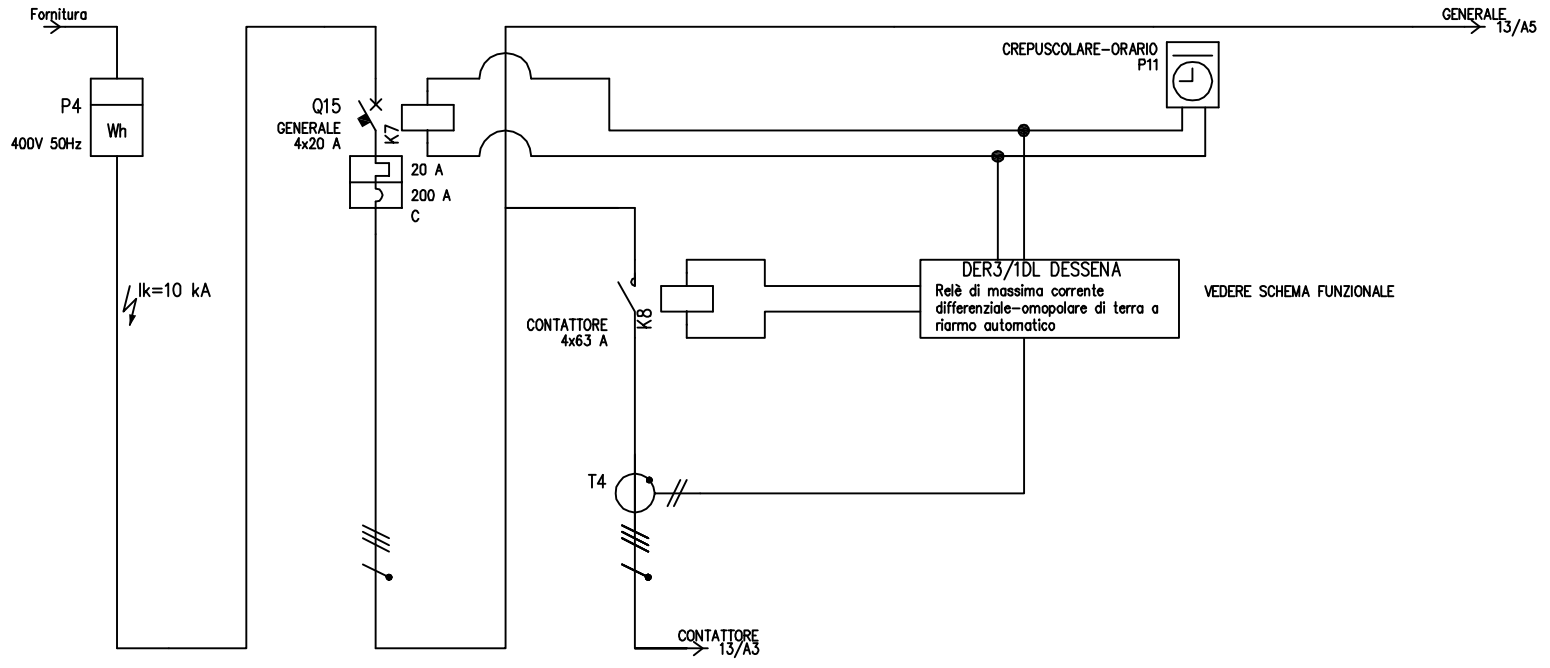 Fornitura
GENERALE
13/A5
CREPUSCOLARE-ORARIO
P11
P4
Wh
400V 50Hz
Q15
GENERALE
4x20 A
K7
20 A
200 A
C
Ik=10 kA
DER3/1DL DESSENA
Relè di massima corrente
differenziale-omopolare di terra a
riarmo automatico
VEDERE SCHEMA FUNZIONALE
CONTATTORE
4x63 A
K8
T4
CONTATTORE
13/A3